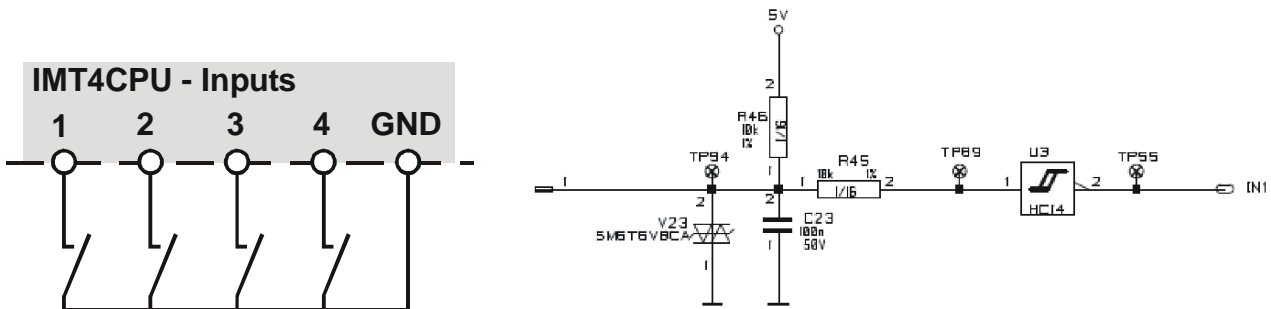 IMT4CPU - Inputs
1 2 3 4 GND
5V
2
R46
10k
1%
1/16
1
TP94
1
2
V23
SM6T6V8CA
1
2
C23
100n
50V
1
R45
1
10k 1%
1/16
2
TP89
U3
1
2
HC14
TP55
IN1